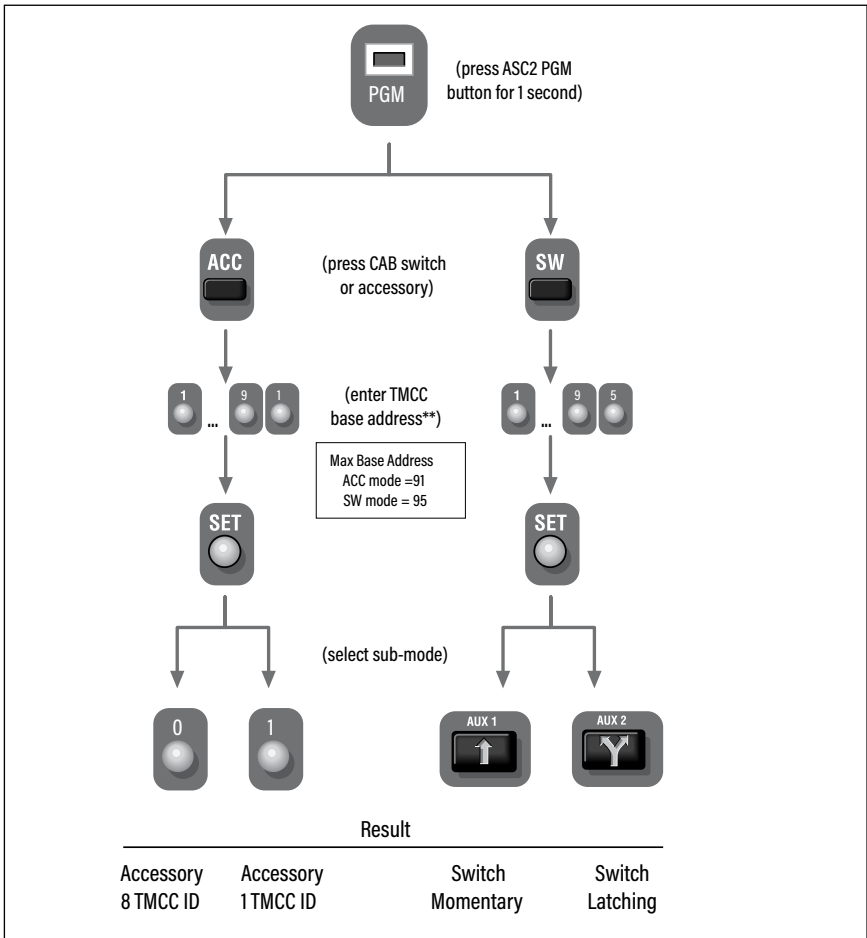 PGM
(press ASC2 PGM
button for 1 second)
ACC
(press CAB switch
or accessory)
SW
1 ... 9 1
(enter TMCC
base address**)
1 ... 9 5
Max Base Address
ACC mode =91
SW mode = 95
SET
SET
(select sub-mode)
0
1
AUX 1
AUX 2
Result
Accessory
8 TMCC ID
Accessory
1 TMCC ID
Switch
Momentary
Switch
Latching